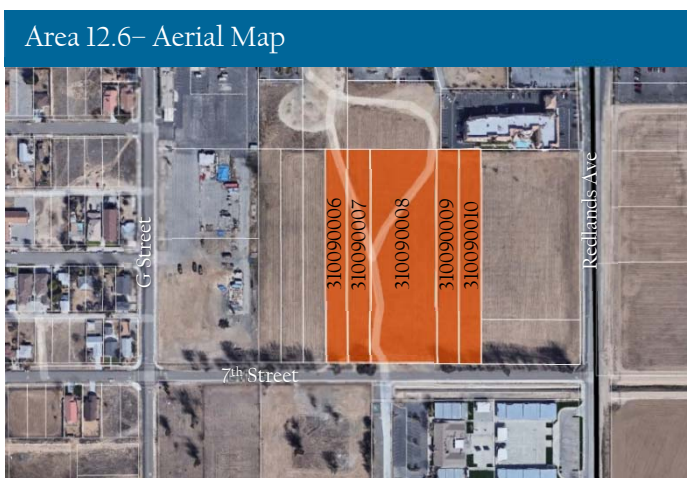 Area 12.6– Aerial Map
310090006
310090007
310090008
310090009
310090010
G Street
Redlands Ave
7th Street